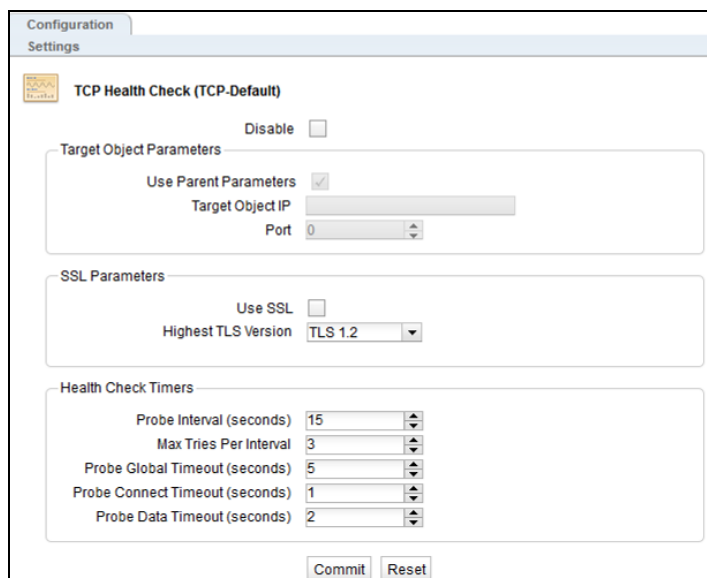 Configuration
Settings
TCP Health Check (TCP-Default)
Disable
Target Object Parameters
Use Parent Parameters
Target Object IP
Port 0
SSL Parameters
Use SSL
Highest TLS Version TLS 1.2
Health Check Timers
Probe Interval (seconds) 15
Max Tries Per Interval 3
Probe Global Timeout (seconds) 5
Probe Connect Timeout (seconds) 1
Probe Data Timeout (seconds) 2
Commit Reset